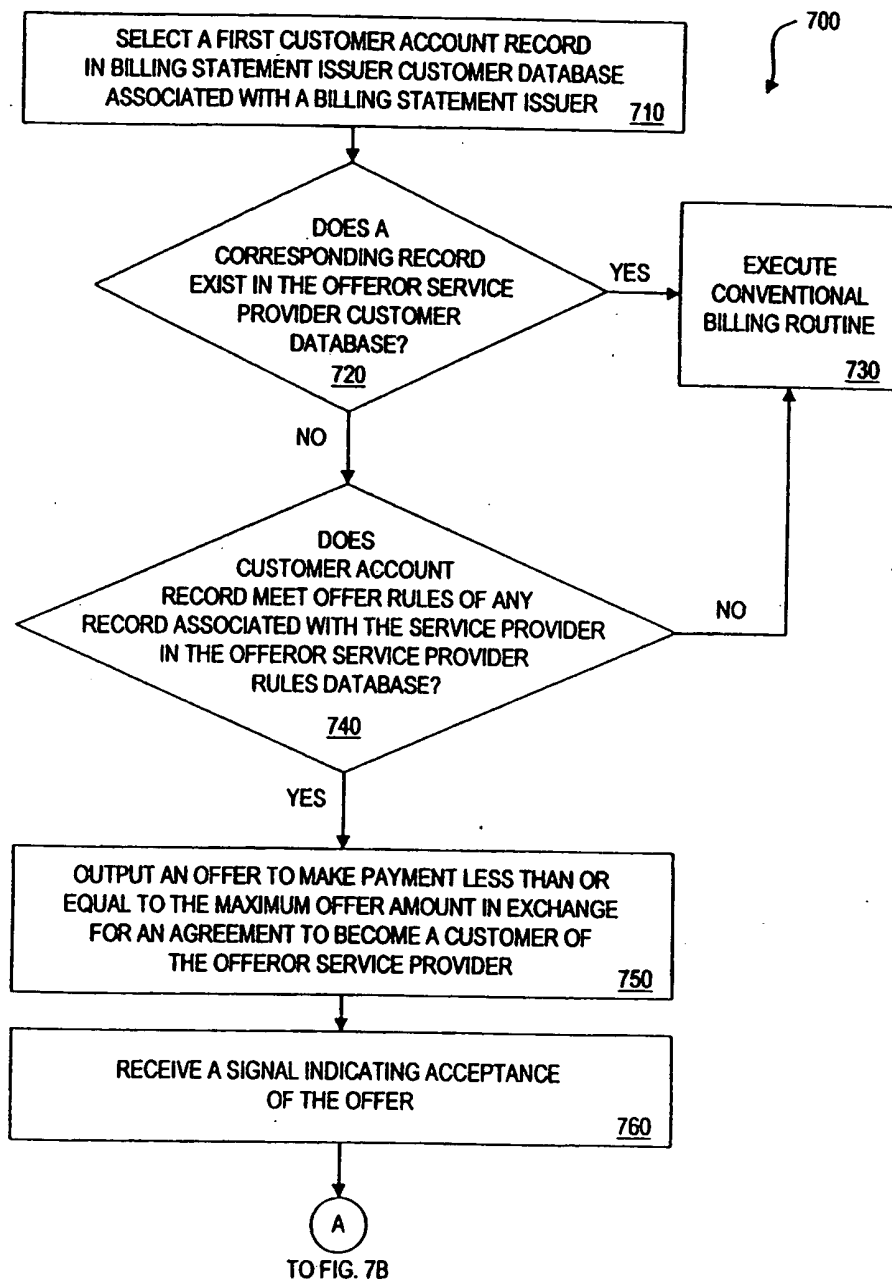 700
SELECT A FIRST CUSTOMER ACCOUNT RECORD
IN BILLING STATEMENT ISSUER CUSTOMER DATABASE
ASSOCIATED WITH A BILLING STATEMENT ISSUER
710
DOES A
CORRESPONDING RECORD
EXIST IN THE OFFEROR SERVICE
PROVIDER CUSTOMER
DATABASE?
720
YES
EXECUTE
CONVENTIONAL
BILLING ROUTINE
730
NO
DOES
CUSTOMER ACCOUNT
RECORD MEET OFFER RULES OF ANY
RECORD ASSOCIATED WITH THE SERVICE PROVIDER
IN THE OFFEROR SERVICE PROVIDER
RULES DATABASE?
740
NO
YES
OUTPUT AN OFFER TO MAKE PAYMENT LESS THAN OR
EQUAL TO THE MAXIMUM OFFER AMOUNT IN EXCHANGE
FOR AN AGREEMENT TO BECOME A CUSTOMER OF
THE OFFEROR SERVICE PROVIDER
750
RECEIVE A SIGNAL INDICATING ACCEPTANCE
OF THE OFFER
760
A
TO FIG. 7B